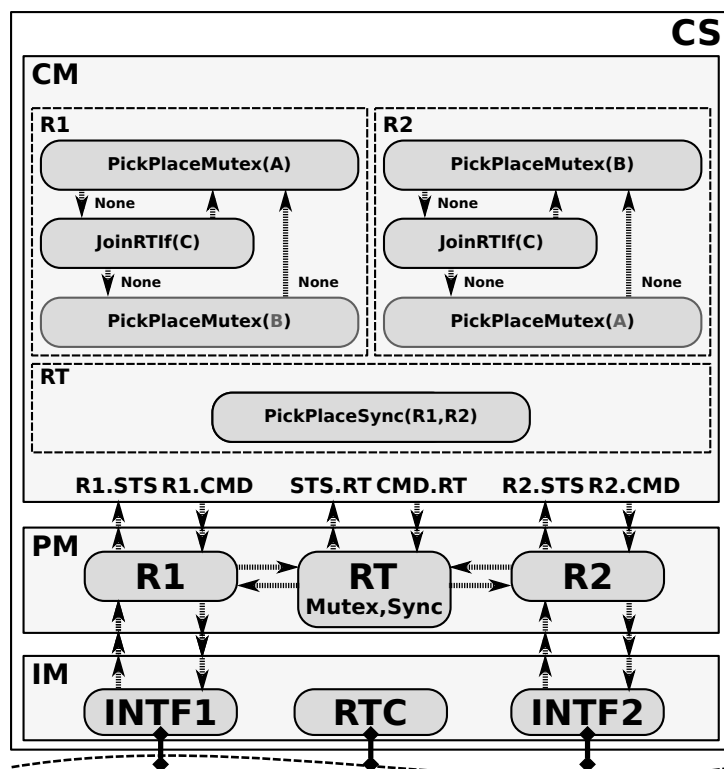 CS
CM
R1
PickPlaceMutex(A)
None
JoinRTIf(C)
None
None
PickPlaceMutex(B)
R2
PickPlaceMutex(B)
None
JoinRTIf(C)
None
None
PickPlaceMutex(A)
RT
PickPlaceSync(R1,R2)
R1.STS R1.CMD STS.RT CMD.RT R2.STS R2.CMD
PM
R1
RT
Mutex,Sync
R2
IM
INTF1
RTC
INTF2